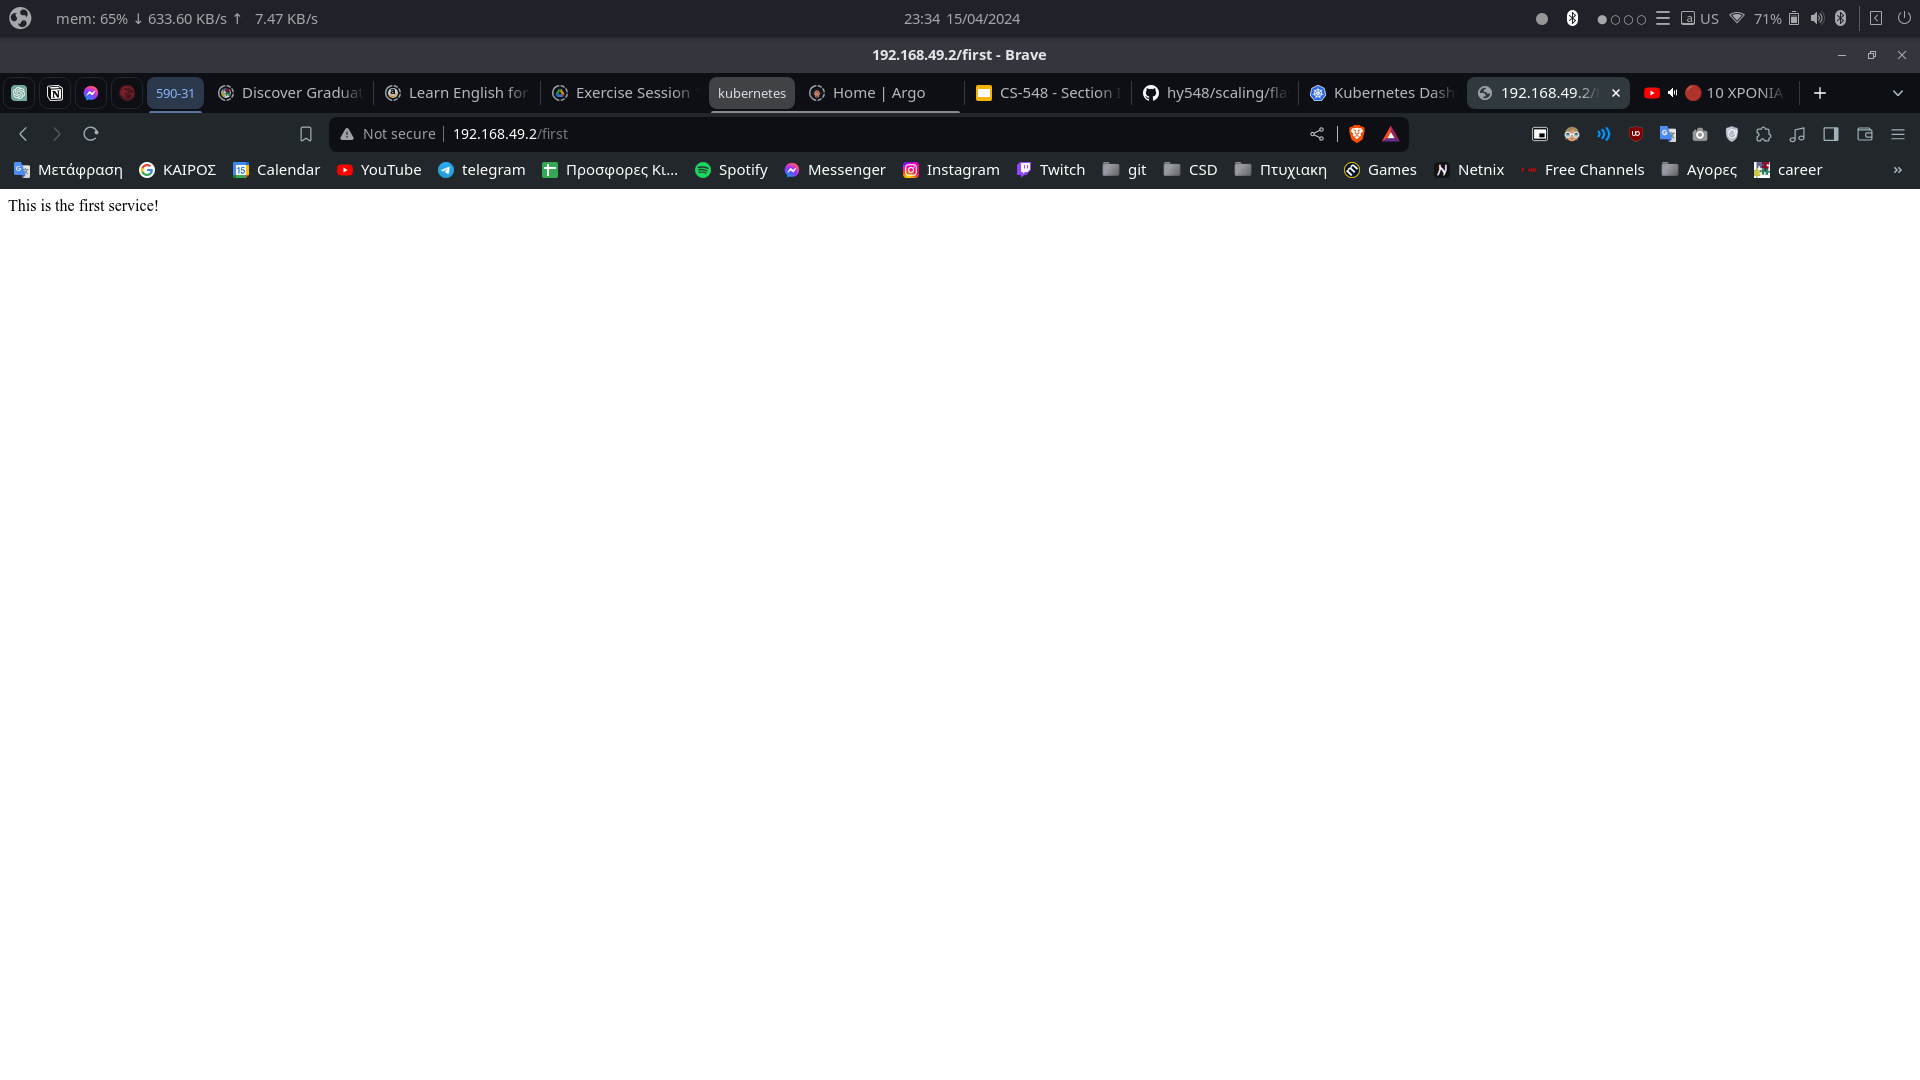 mem: 65% ↓ 633.60 KB/s ↑ 7.47 KB/s
23:34 15/04/2024
a US 71%
192.168.49.2/first - Brave
590-31 Discover Graduat Learn English for Exercise Session kubernetes Home | Argo CS-548 - Section I hy548/scaling/fla Kubernetes Dash 192.168.49.2/ 10 ΧΡΟΝΙΑ
Not secure 192.168.49.2/first
Μετάφραση ΚΑΙΡΟΣ Calendar YouTube telegram Προσφορες Κι... Spotify Messenger Instagram Twitch git CSD Πτυχιακη Games Netnix Free Channels Αγορες career »
This is the first service!